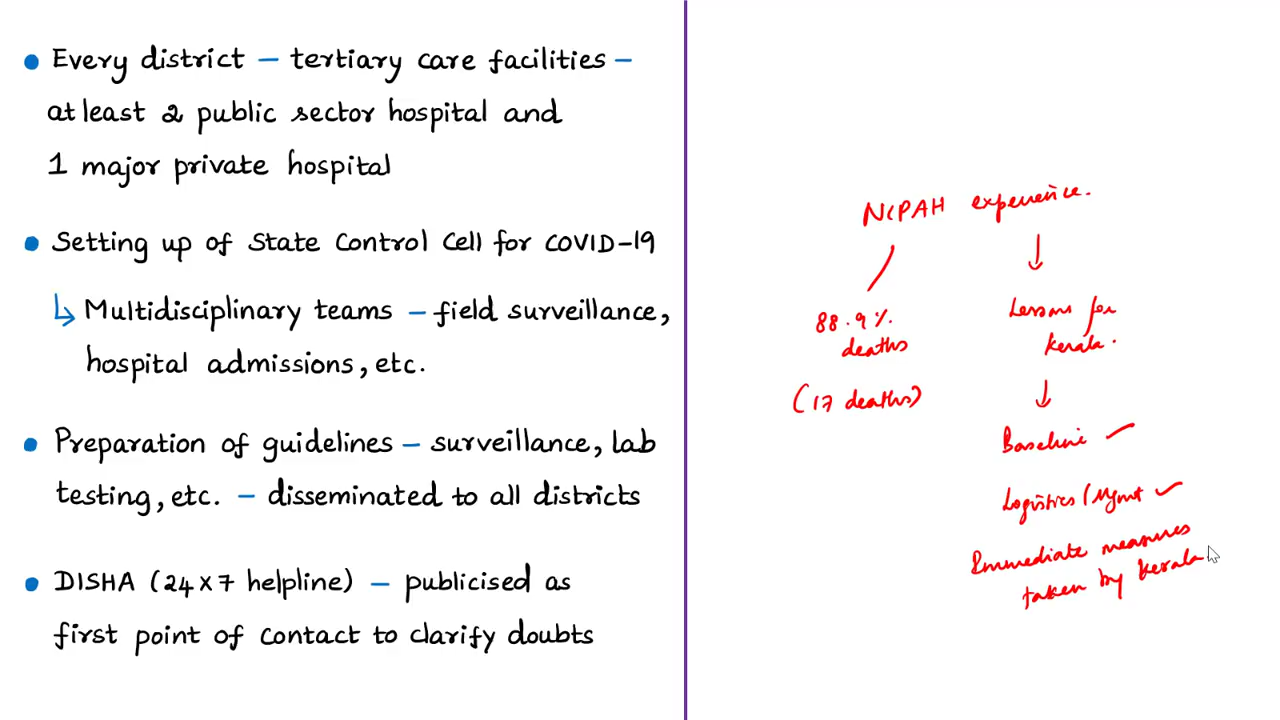 Every district – tertiary care facilities –
at least 2 public sector hospital and
1 major private hospital
Setting up of State Control Cell for COVID-19
↳ Multidisciplinary teams – field surveillance,
hospital admissions, etc.
Preparation of guidelines – surveillance, lab
testing, etc. – disseminated to all districts
DISHA (24x7 helpline) – publicised as
first point of contact to clarify doubts
NIPAH experience.
88.9%
deaths
(17 deaths)
Lessons for
Kerala.
Baseline ✓
Logistics / Mgmt ✓
Immediate measures
taken by Kerala